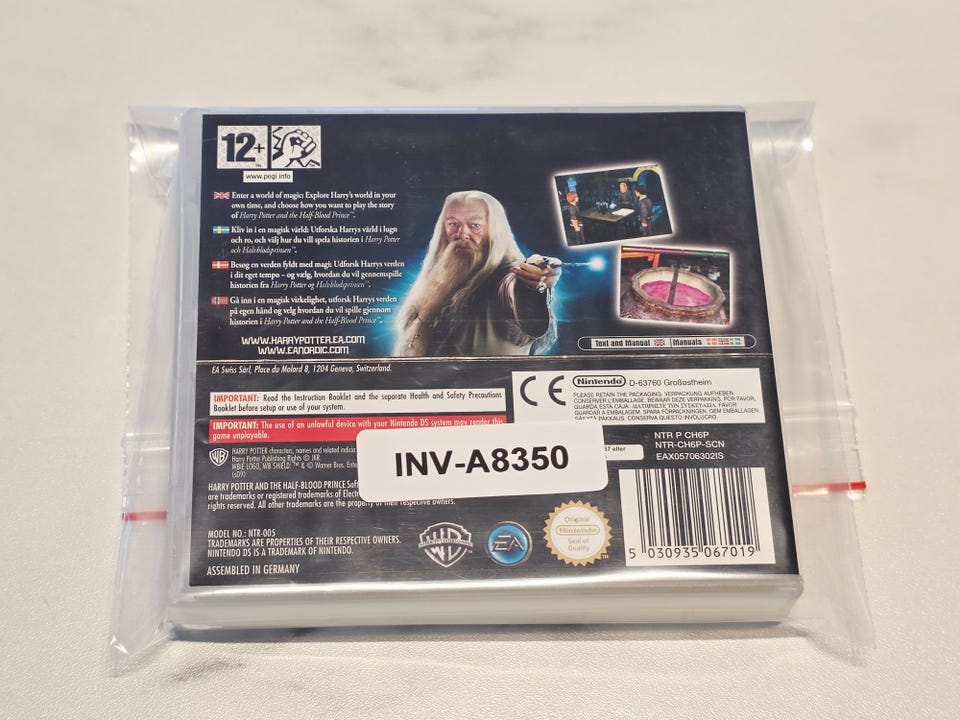 12+
www.pegi.info
Enter a world of magic: Explore Harry's world in your
own time, and choose how you want to play the story
of Harry Potter and the Half-Blood Prince™.
Kliv in i en magisk värld: Utforska Harrys värld i lugn
och ro, och välj hur du vill spela historien i Harry Potter
och Halvblodsprinsen™.
Besøg en verden fyldt med magi: Udforsk Harrys verden
i dit eget tempo – og vælg, hvordan du vil gennemspille
historien fra Harry Potter og Halvblodsprinsen™.
Gå inn i en magisk virkelighet, utforsk Harrys verden
på egen hånd og velg hvordan du vil spille gjennom
historien i Harry Potter and the Half-Blood Prince™.
WWW.HARRYPOTTER.EA.COM
WWW.EANORDIC.COM
Text and Manual
Manuals
EA Swiss Sàrl, Place du Molard 8, 1204 Geneva, Switzerland.
IMPORTANT: Read the Instruction Booklet and the separate Health and Safety Precautions
Booklet before setup or use of your system.
IMPORTANT: The use of an unlawful device with your Nintendo DS system may render this
game unplayable.
CE
Nintendo
D-63760 Großostheim
PLEASE RETAIN THE PACKAGING. VERPACKUNG AUFHEBEN.
CONSERVER L'EMBALLAGE. BEWAAR DEZE VERPAKKING. POR FAVOR,
GUARDA ESTA CAJA. ΔΙΑΤΗΡΗΣΤΕ ΤΗΝ ΣΥΣΚΕΥΑΣΙΑ. FAVOR
GUARDAR A EMBALAGEM. SPARA FÖRPACKNINGEN. GEM EMBALLAGEN.
PAKKAUS. CONSERVA QUESTO INVOLUCRO.
HARRY POTTER characters, names and related indicia
Harry Potter Publishing Rights © JKR.
WBIE LOGO, WB SHIELD: ™ & © Warner Bros.
(s09)
HARRY POTTER AND THE HALF-BLOOD PRINCE
are trademarks or registered trademarks of
rights reserved. All other trademarks are the property of their respective owners.
INV-A8350
eller
NTR P CH6P
NTR-CH6P-SCN
EAX05706302IS
MODEL NO.: NTR-005
TRADEMARKS ARE PROPERTIES OF THEIR RESPECTIVE OWNERS.
NINTENDO DS IS A TRADEMARK OF NINTENDO.
ASSEMBLED IN GERMANY
WB
EA
Original
Nintendo
Seal of
Quality
TM
5 030935 067019